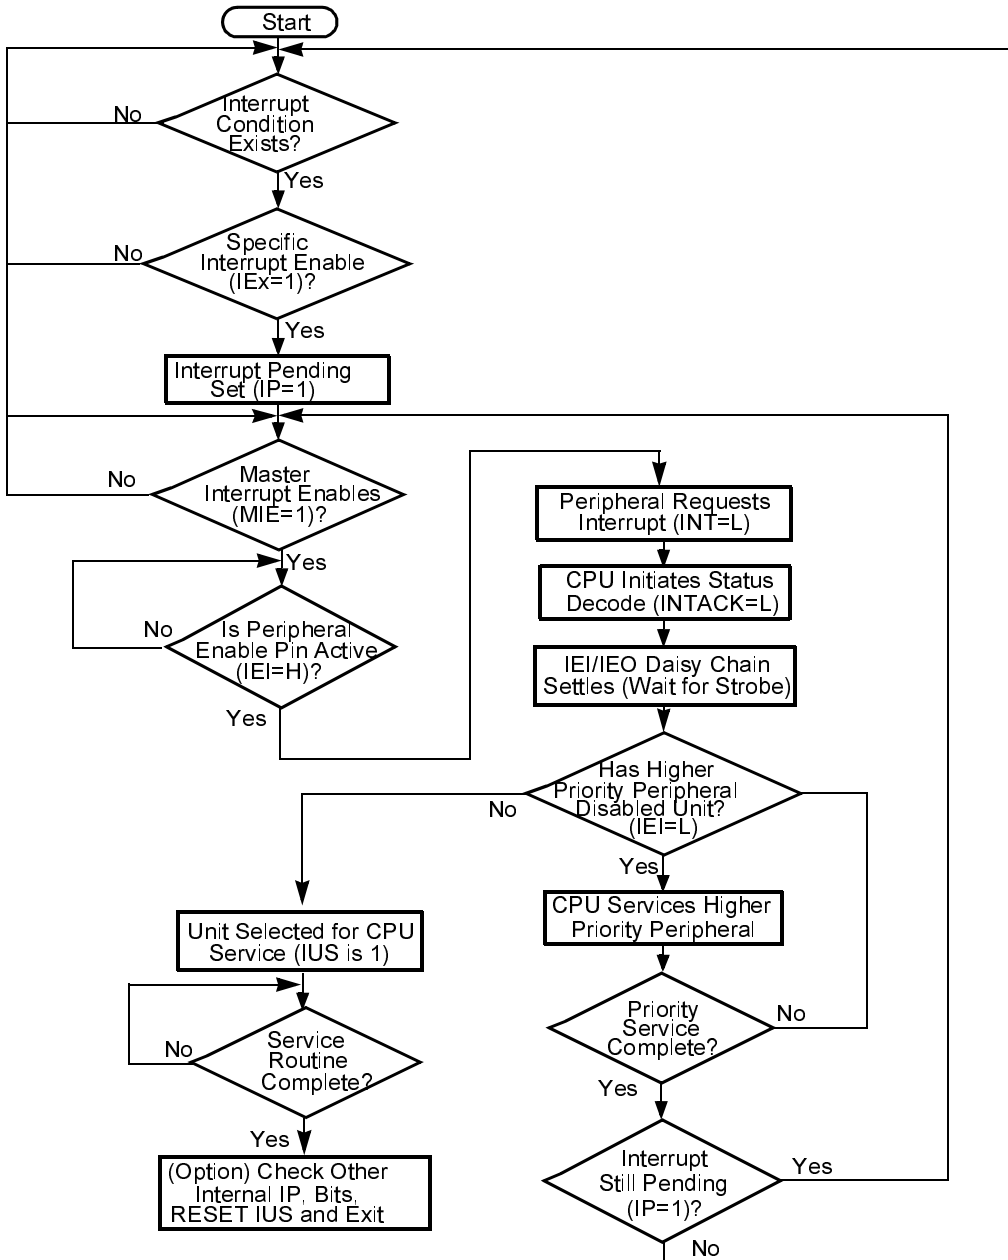 Start
Interrupt
Condition
Exists?
No
Yes
Specific
Interrupt Enable
(IEx=1)?
No
Yes
Interrupt Pending
Set (IP=1)
Master
Interrupt Enables
(MIE=1)?
No
Yes
Is Peripheral
Enable Pin Active
(IEI=H)?
No
Yes
Peripheral Requests
Interrupt (INT=L)
CPU Initiates Status
Decode (INTACK=L)
IEI/IEO Daisy Chain
Settles (Wait for Strobe)
Has Higher
Priority Peripheral
Disabled Unit?
(IEI=L)
No
Yes
CPU Services Higher
Priority Peripheral
Unit Selected for CPU
Service (IUS is 1)
Priority
Service
Complete?
No
Yes
Service
Routine
Complete?
No
Yes
(Option) Check Other
Internal IP, Bits,
RESET IUS and Exit
Interrupt
Still Pending
(IP=1)?
Yes
No